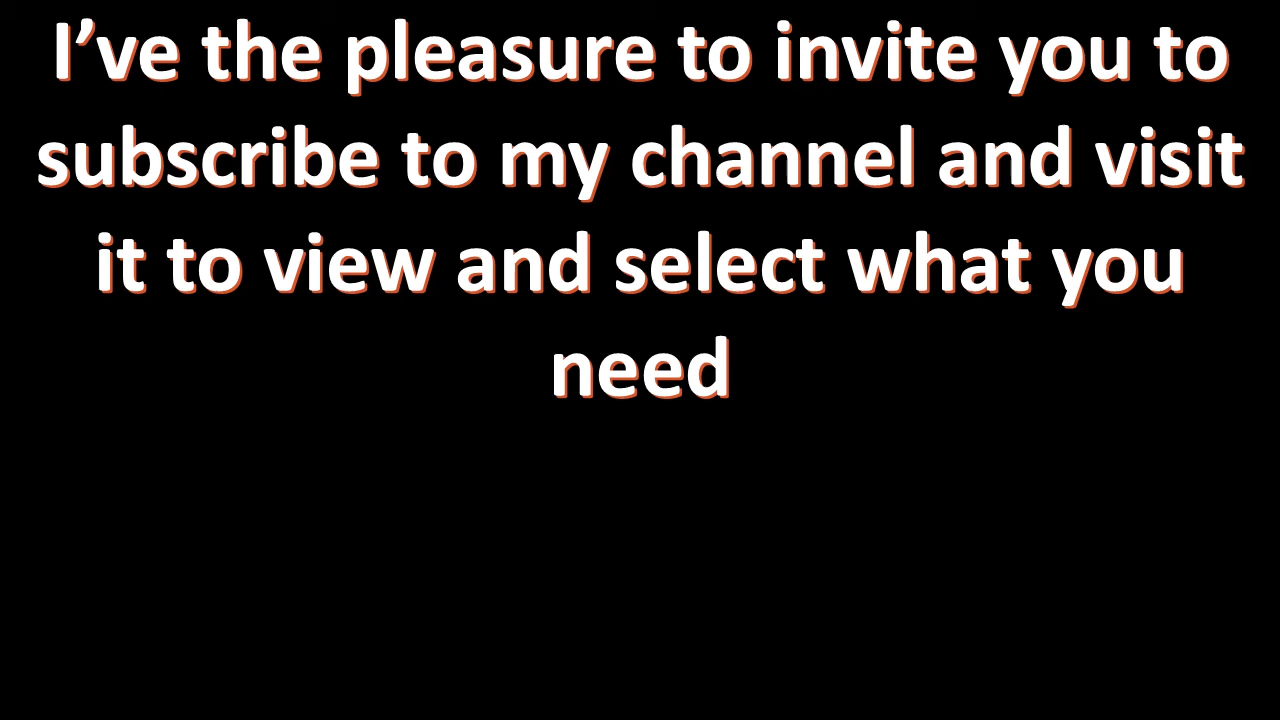 I’ve the pleasure to invite you to
subscribe to my channel and visit
it to view and select what you
need